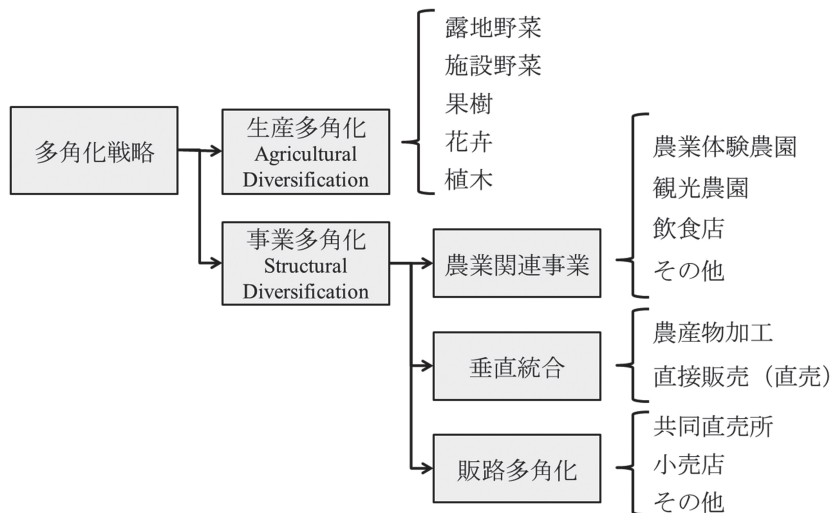 多角化戦略
生産多角化
Agricultural
Diversification
露地野菜
施設野菜
果樹
花卉
植木
事業多角化
Structural
Diversification
農業関連事業
農業体験農園
観光農園
飲食店
その他
垂直統合
農産物加工
直接販売（直売）
販路多角化
共同直売所
小売店
その他